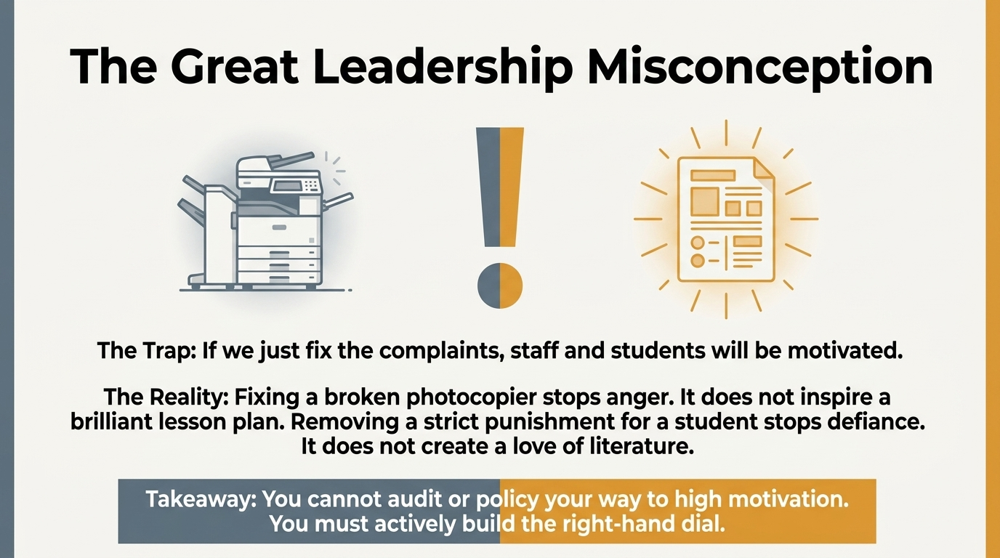 The Great Leadership Misconception
The Trap: If we just fix the complaints, staff and students will be motivated.
The Reality: Fixing a broken photocopier stops anger. It does not inspire a
brilliant lesson plan. Removing a strict punishment for a student stops defiance.
It does not create a love of literature.
Takeaway: You cannot audit or policy your way to high motivation.
You must actively build the right-hand dial.